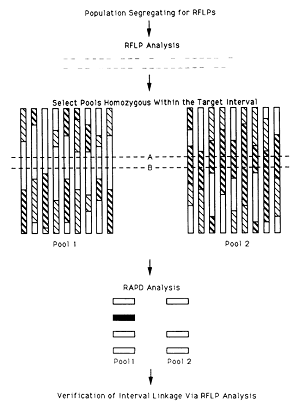 Population Segregating for RFLPs
RFLP Analysis
Select Pools Homozygous Within the Target Interval
A
B
Pool 1
Pool 2
RAPD Analysis
Pool 1
Pool 2
Verification of Interval Linkage Via RFLP Analysis